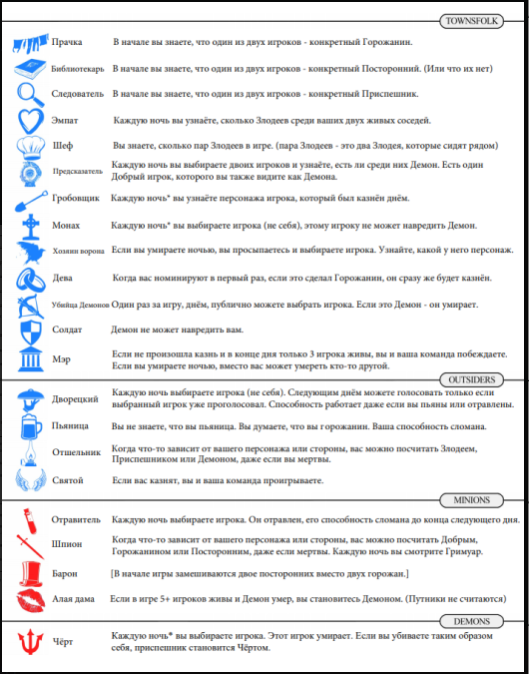 TOWNSFOLK
Прачка В начале вы знаете, что один из двух игроков - конкретный Горожанин.
Библиотекарь В начале вы знаете, что один из двух игроков - конкретный Посторонний. (Или что их нет)
Следователь В начале вы знаете, что один из двух игроков - конкретный Приспешник.
Эмпат Каждую ночь вы узнаёте, сколько Злодеев среди ваших двух живых соседей.
Шеф Вы знаете, сколько пар Злодеев в игре. (пара Злодеев - это два Злодея, которые сидят рядом)
Предсказатель Каждую ночь вы выбираете двоих игроков и узнаёте, есть ли среди них Демон. Есть один
Добрый игрок, которого вы также видите как Демона.
Гробовщик Каждую ночь* вы узнаёте персонажа игрока, который был казнён днём.
Монах Каждую ночь* вы выбираете игрока (не себя), этому игроку не может навредить Демон.
Хозяин ворона Если вы умираете ночью, вы просыпаетесь и выбираете игрока. Узнайте, какой у него персонаж.
Дева Когда вас номинируют в первый раз, если это сделал Горожанин, он сразу же будет казнён.
Убийца Демонов Один раз за игру, днём, публично можете выбрать игрока. Если это Демон - он умирает.
Солдат Демон не может навредить вам.
Мэр Если не произошла казнь и в конце дня только 3 игрока живы, вы и ваша команда побеждаете.
Если вы умираете ночью, вместо вас может умереть кто-то другой.
OUTSIDERS
Дворецкий Каждую ночь выбираете игрока (не себя). Следующим днём можете голосовать только если
выбранный игрок уже проголосовал. Способность работает даже если вы пьяны или отравлены.
Пьяница Вы не знаете, что вы пьяница. Вы думаете, что вы горожанин. Ваша способность сломана.
Отшельник Когда что-то зависит от вашего персонажа или стороны, вас можно посчитать Злодеем,
Приспешником или Демоном, даже если вы мертвы.
Святой Если вас казнят, вы и ваша команда проигрываете.
MINIONS
Отравитель Каждую ночь выбираете игрока. Он отравлен, его способность сломана до конца следующего дня.
Шпион Когда что-то зависит от вашего персонажа или стороны, вас можно посчитать Добрым,
Горожанином или Посторонним, даже если мертвы. Каждую ночь вы смотрите Гримуар.
Барон [В начале игры замешиваются двое посторонних вместо двух горожан.]
Алая дама Если в игре 5+ игроков живы и Демон умер, вы становитесь Демоном. (Путники не считаются)
DEMONS
Чёрт Каждую ночь* вы выбираете игрока. Этот игрок умирает. Если вы убиваете таким образом
себя, приспешник становится Чёртом.